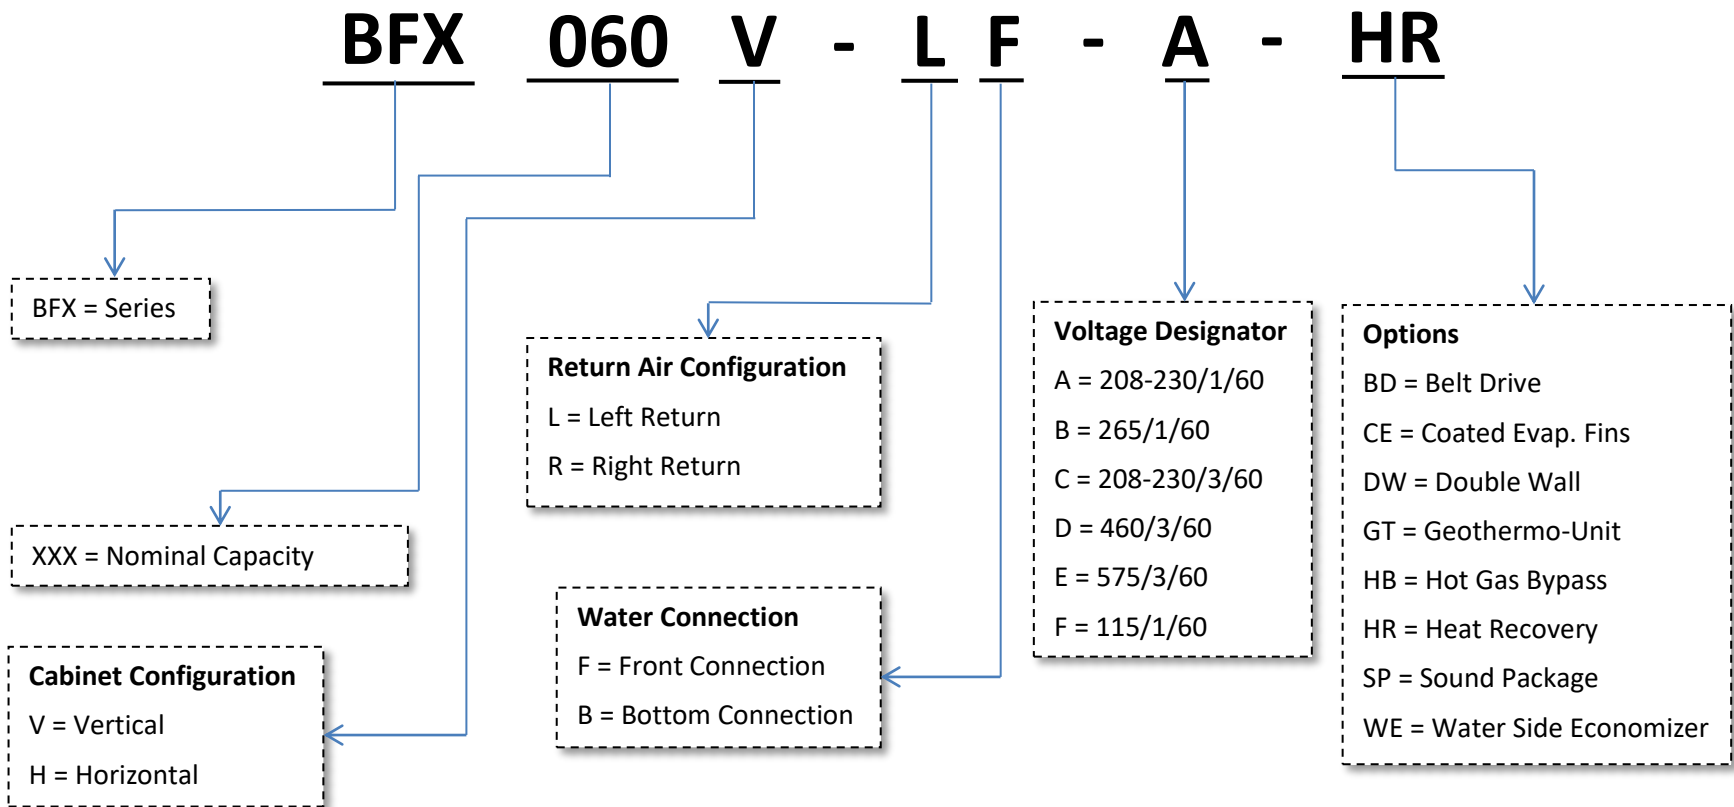 BFX 060 V - L F - A - HR
BFX = Series
XXX = Nominal Capacity
Cabinet Configuration
V = Vertical
H = Horizontal
Return Air Configuration
L = Left Return
R = Right Return
Water Connection
F = Front Connection
B = Bottom Connection
Voltage Designator
A = 208-230/1/60
B = 265/1/60
C = 208-230/3/60
D = 460/3/60
E = 575/3/60
F = 115/1/60
Options
BD = Belt Drive
CE = Coated Evap. Fins
DW = Double Wall
GT = Geothermo-Unit
HB = Hot Gas Bypass
HR = Heat Recovery
SP = Sound Package
WE = Water Side Economizer